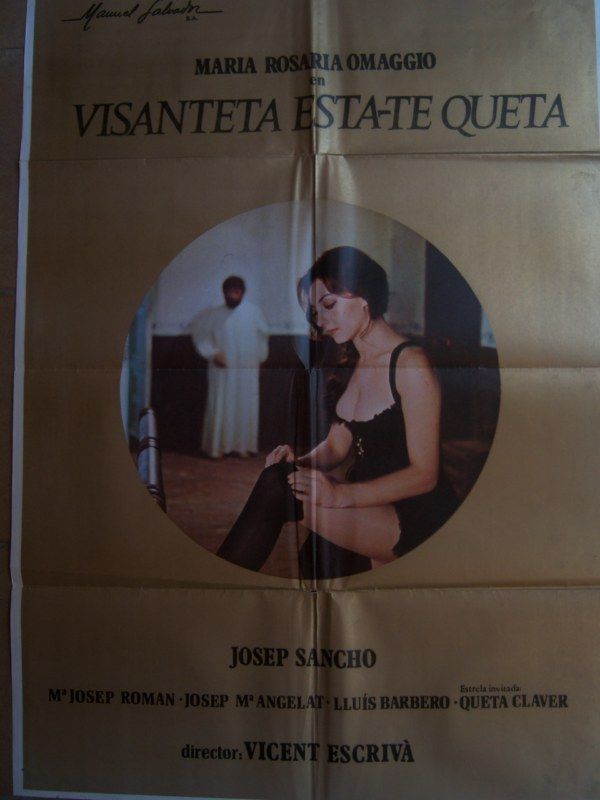 Manuel Salvador
S.A.
MARIA ROSARIA OMAGGIO
en
VISANTETA ESTA-TE QUETA
JOSEP SANCHO
Estrela invitada:
Mª JOSEP ROMAN · JOSEP Mª ANGELAT · LLUÍS BARBERO · QUETA CLAVER
director: VICENT ESCRIVÀ